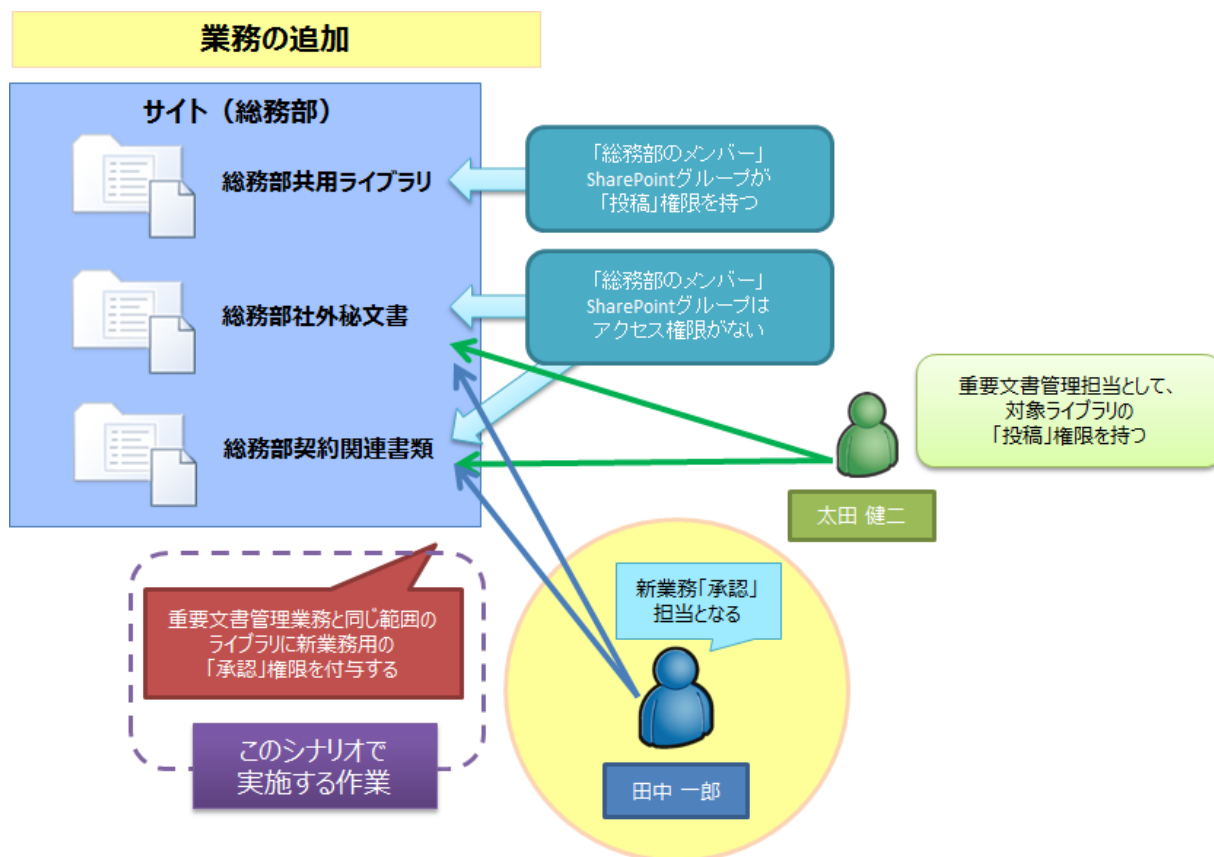 業務の追加
サイト（総務部）
総務部共用ライブラリ
「総務部のメンバー」
SharePointグループが
「投稿」権限を持つ
総務部社外秘文書
「総務部のメンバー」
SharePointグループは
アクセス権限がない
総務部契約関連書類
重要文書管理担当として、
対象ライブラリの
「投稿」権限を持つ
太田 健二
新業務「承認」
担当となる
田中 一郎
重要文書管理業務と同じ範囲の
ライブラリに新業務用の
「承認」権限を付与する
このシナリオで
実施する作業